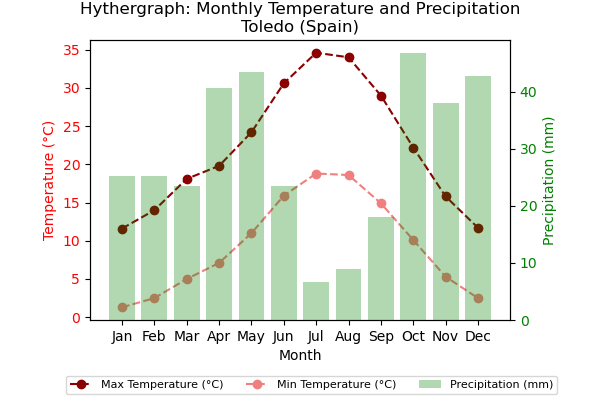 Hythergraph: Monthly Temperature and Precipitation
Toledo (Spain)
35
30
25
20
15
10
5
0
Temperature (°C)
40
30
20
10
0
Precipitation (mm)
Jan Feb Mar Apr May Jun Jul Aug Sep Oct Nov Dec
Month
Max Temperature (°C) Min Temperature (°C) Precipitation (mm)